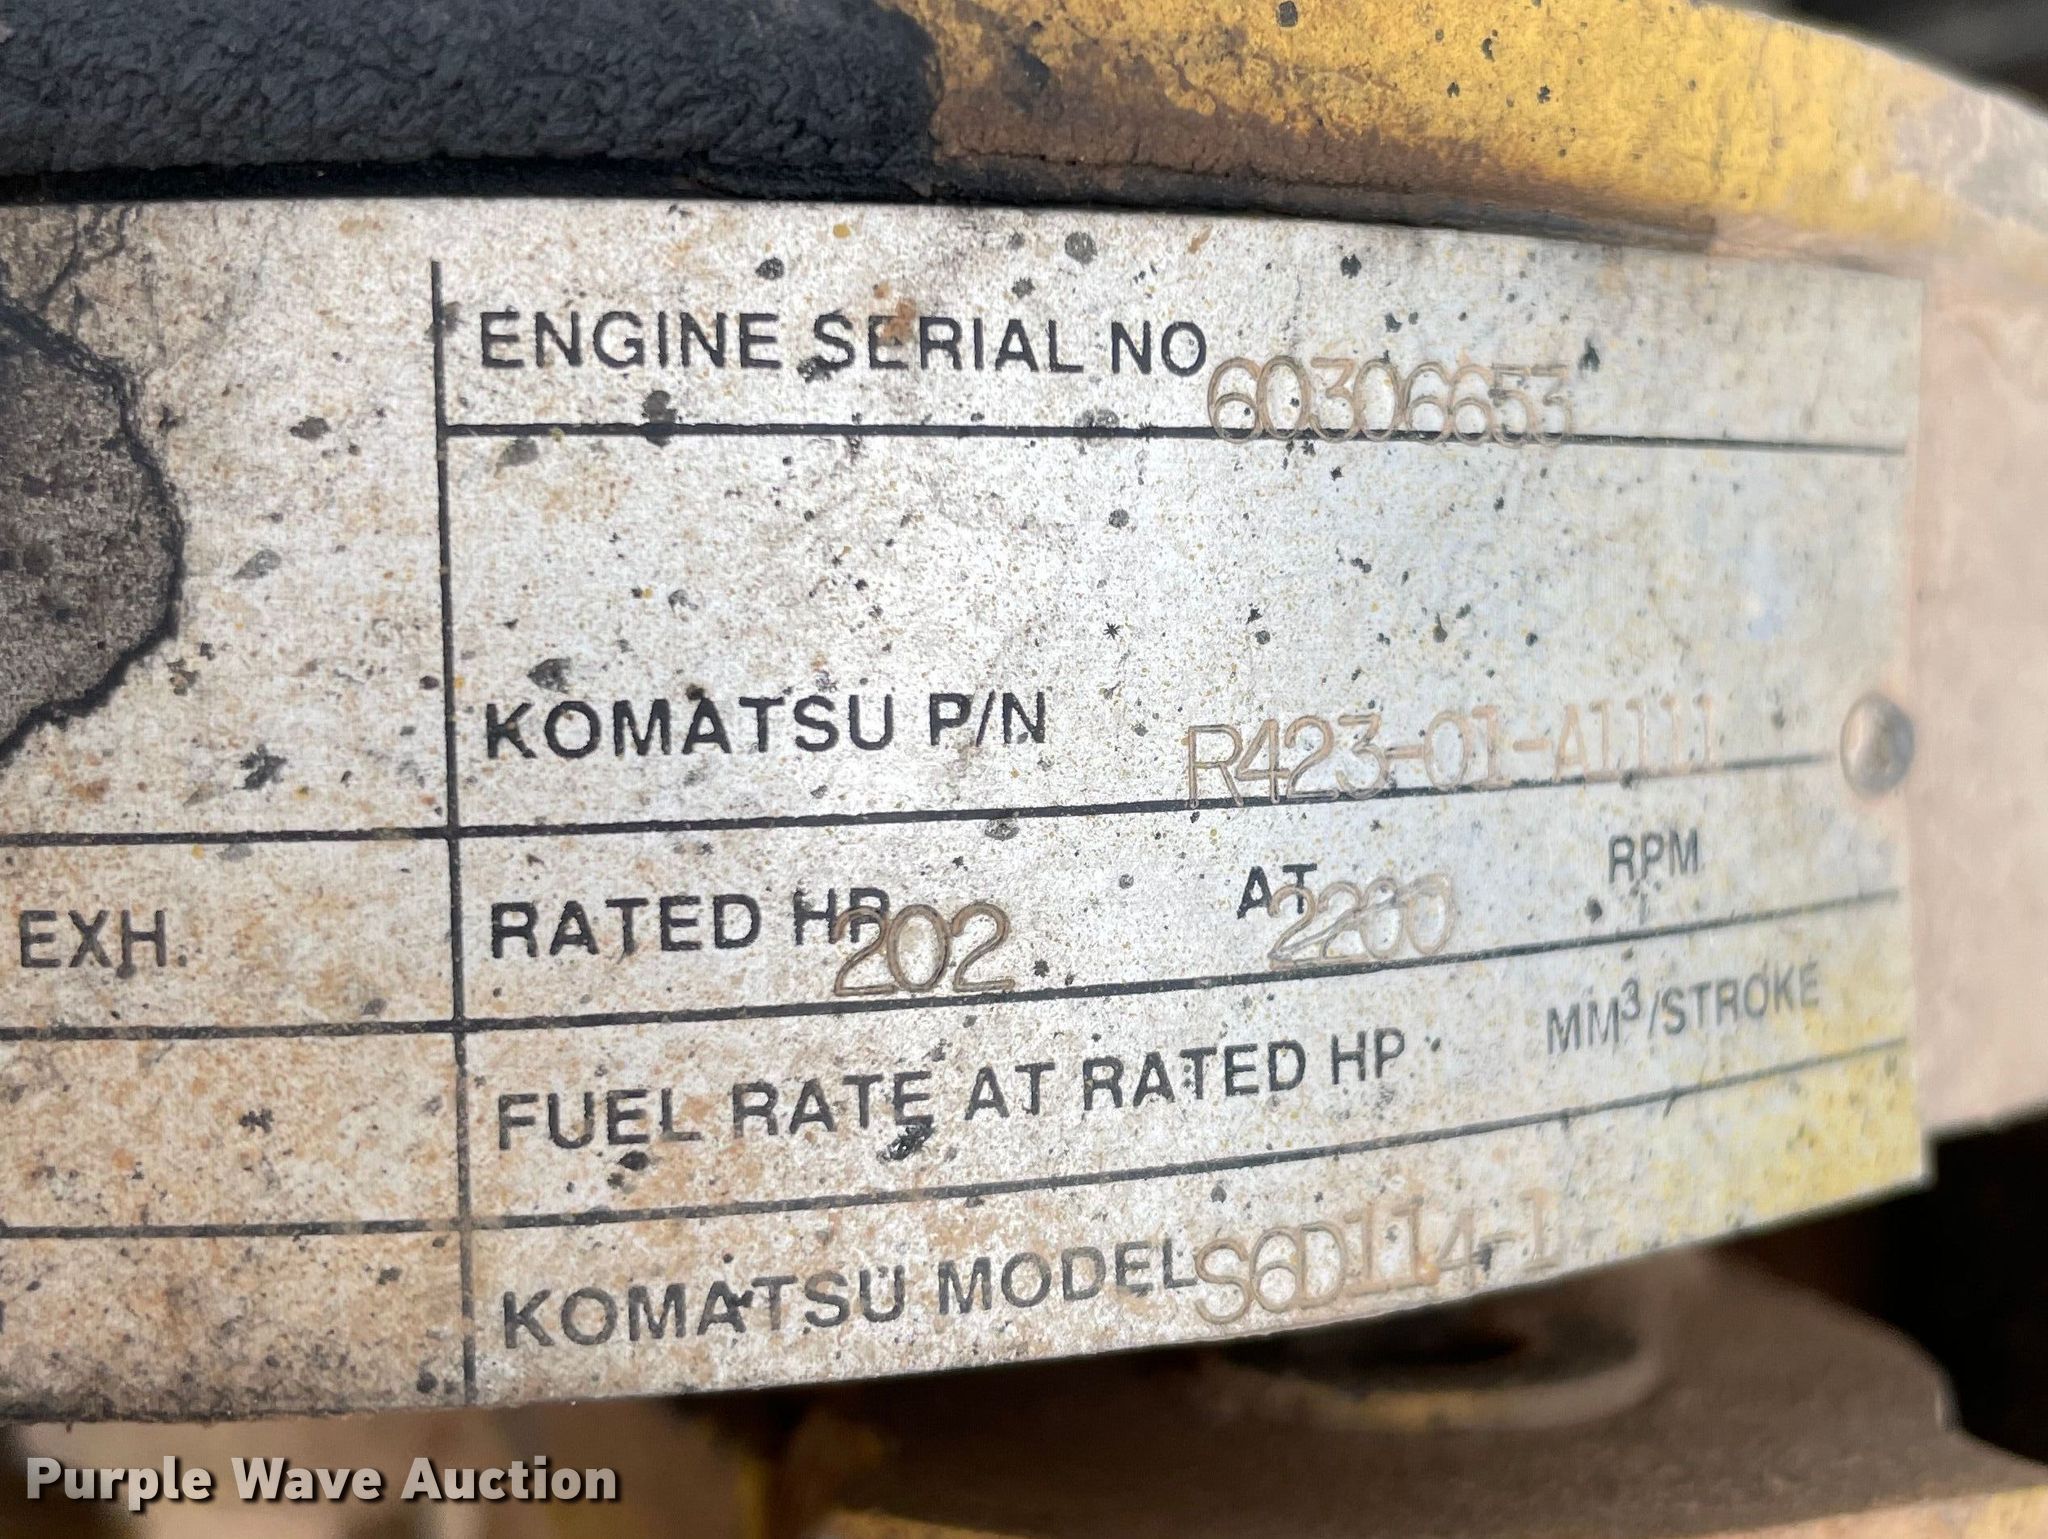 ENGINE SERIAL NO 60306653
KOMATSU P/N R423-01-A1111
EXH. RATED HP 202 AT 2200 RPM
FUEL RATE AT RATED HP MM³/STROKE
KOMATSU MODEL S6D114-1
Purple Wave Auction